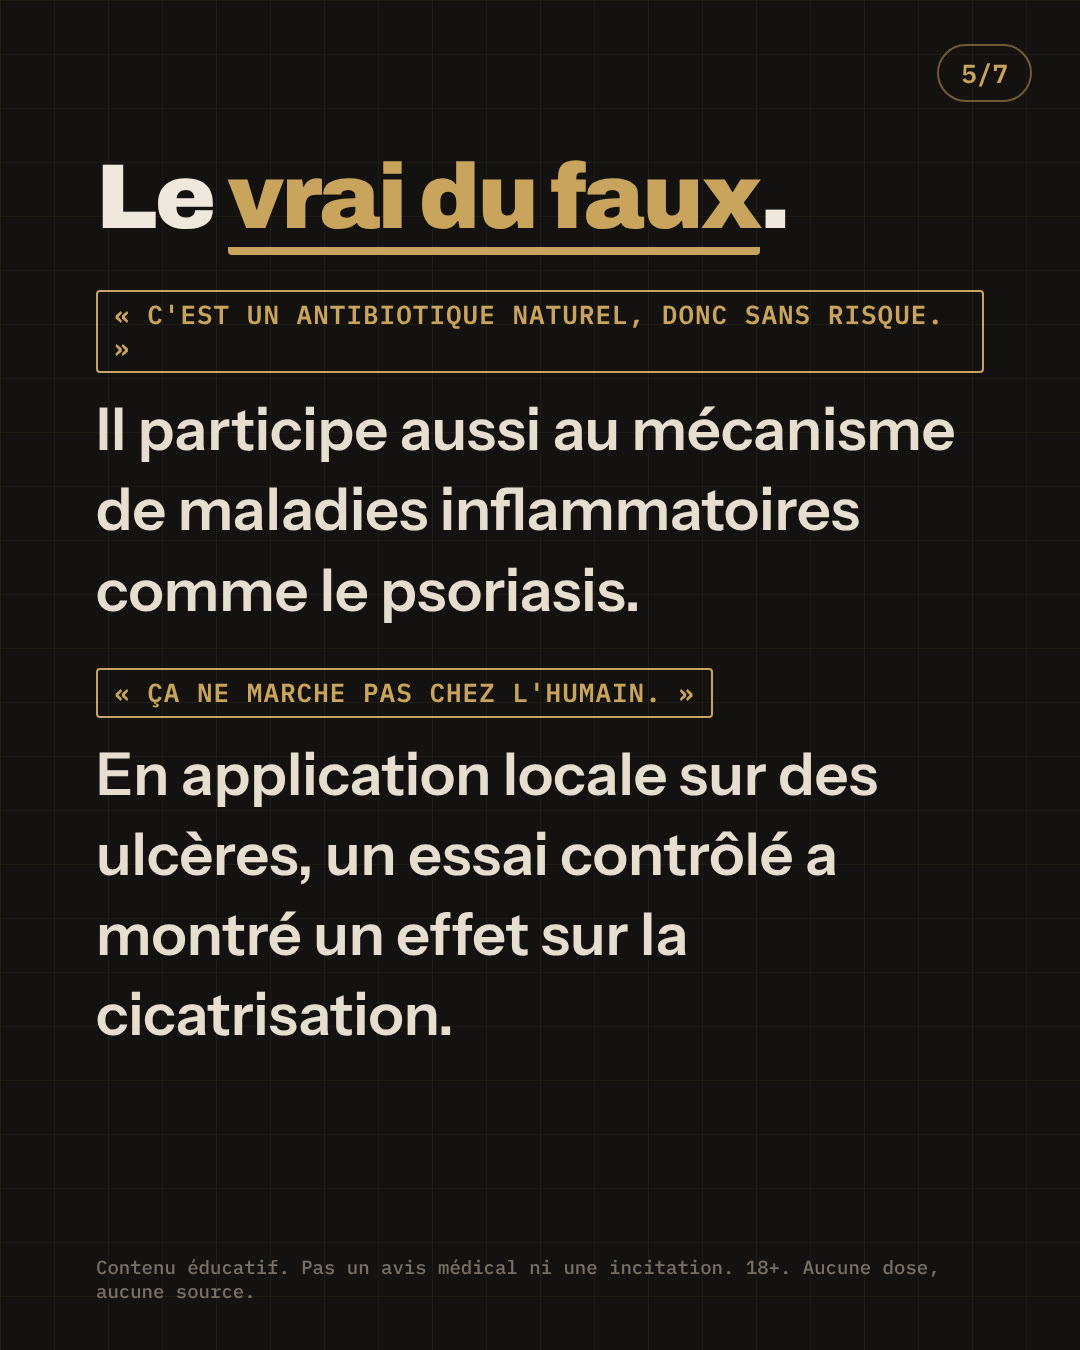 5/7
Le vrai du faux.
« C'EST UN ANTIBIOTIQUE NATUREL, DONC SANS RISQUE.
»
Il participe aussi au mécanisme
de maladies inflammatoires
comme le psoriasis.
« ÇA NE MARCHE PAS CHEZ L'HUMAIN. »
En application locale sur des
ulcères, un essai contrôlé a
montré un effet sur la
cicatrisation.
Contenu éducatif. Pas un avis médical ni une incitation. 18+. Aucune dose,
aucune source.